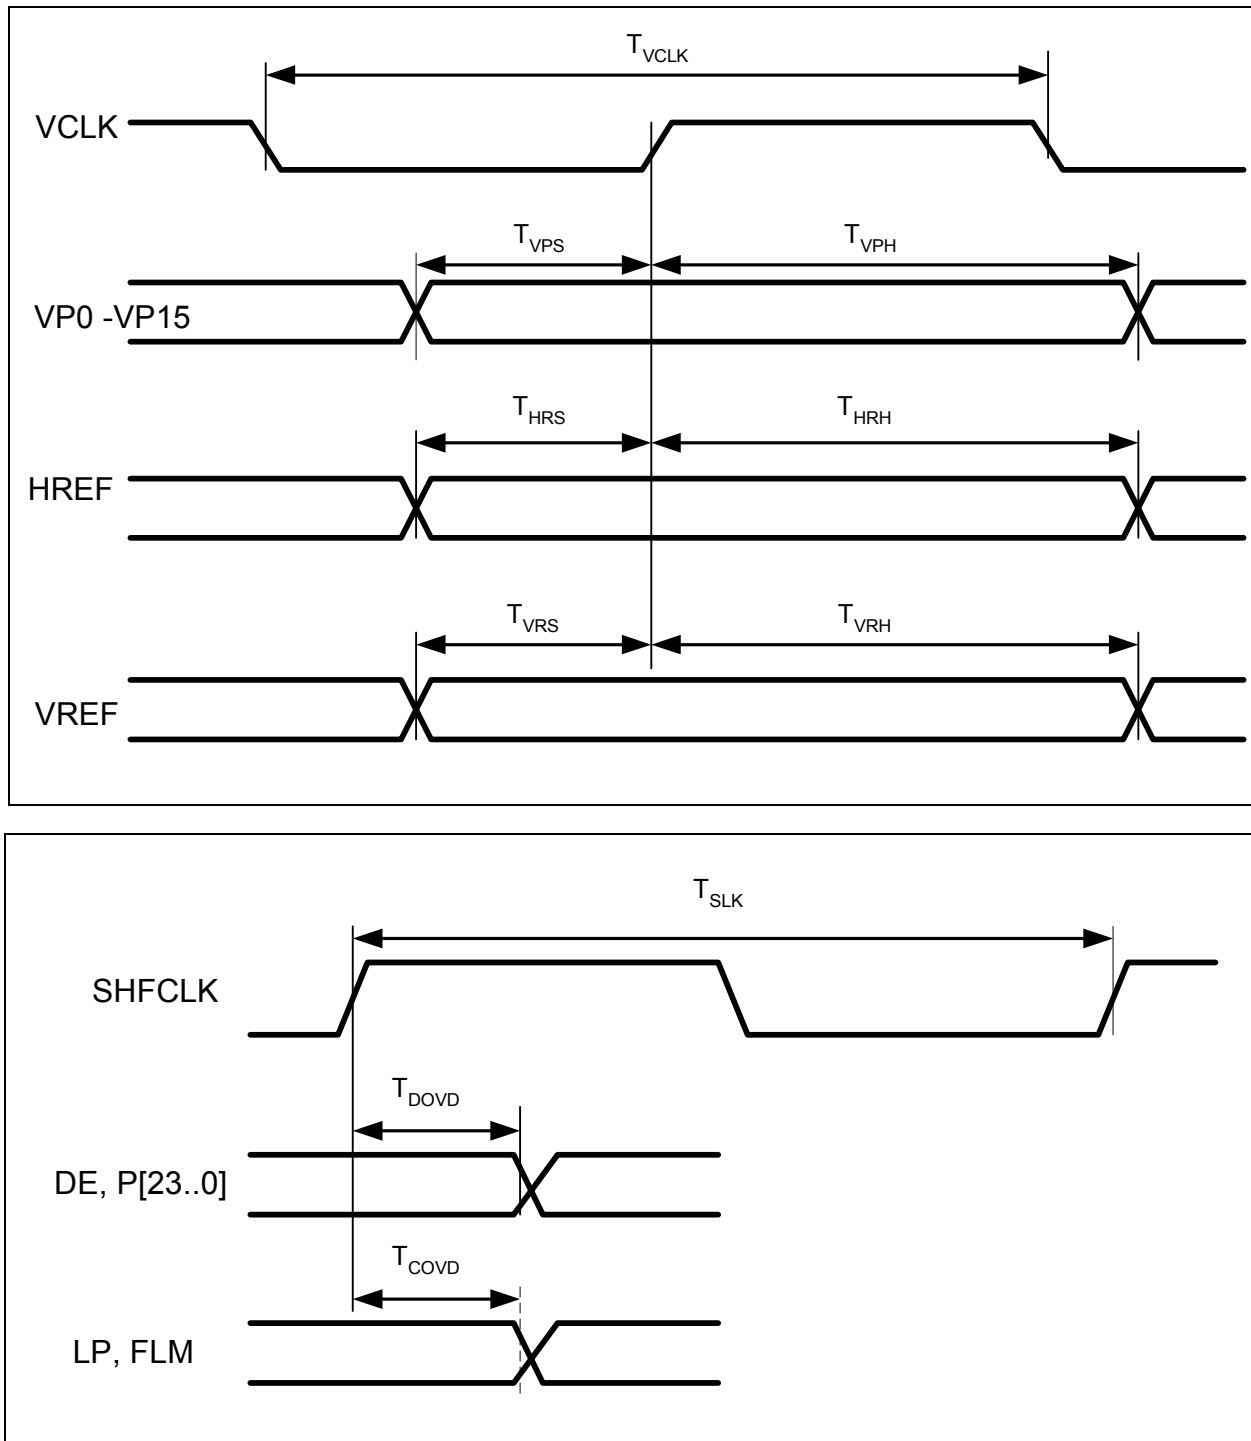 TVCLK
VCLK
TVPS TVPH
VP0 -VP15
THRS THRH
HREF
TVRS TVRH
VREF
TSLK
SHFCLK
TDOVD
DE, P[23..0]
TCOVD
LP, FLM